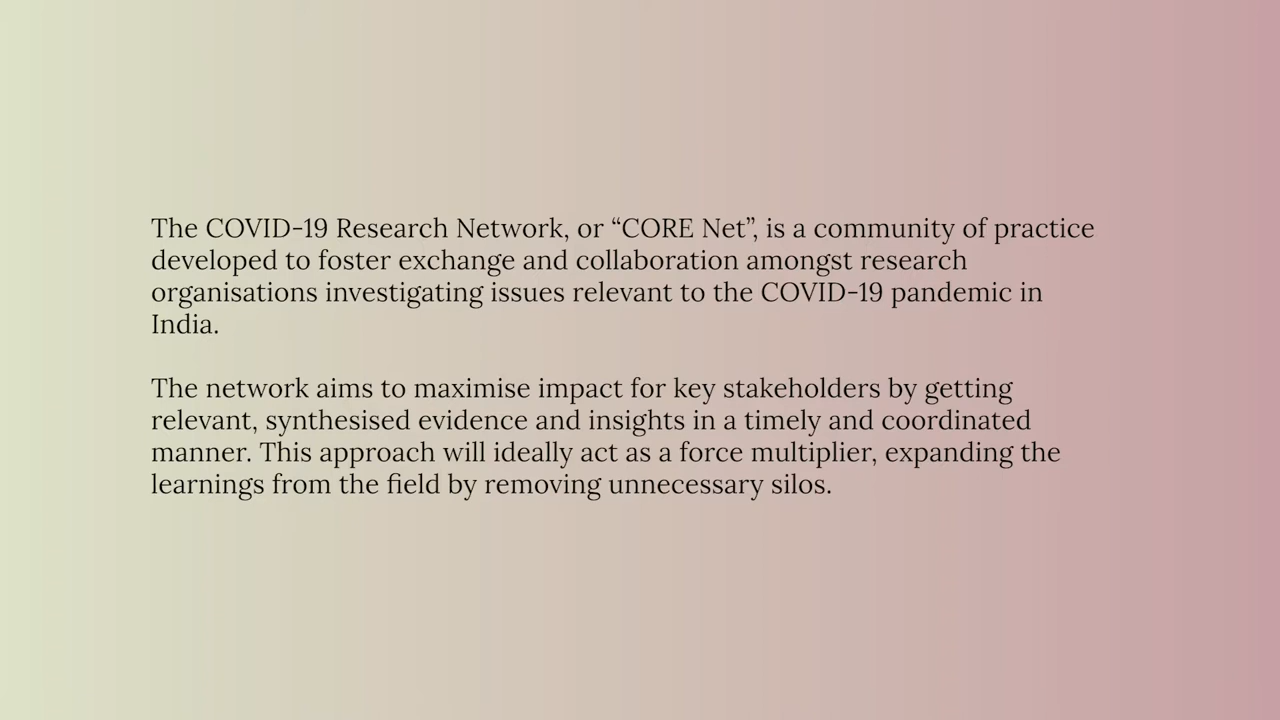 The COVID-19 Research Network, or “CORE Net”, is a community of practice
developed to foster exchange and collaboration amongst research
organisations investigating issues relevant to the COVID-19 pandemic in
India.
The network aims to maximise impact for key stakeholders by getting
relevant, synthesised evidence and insights in a timely and coordinated
manner. This approach will ideally act as a force multiplier, expanding the
learnings from the field by removing unnecessary silos.